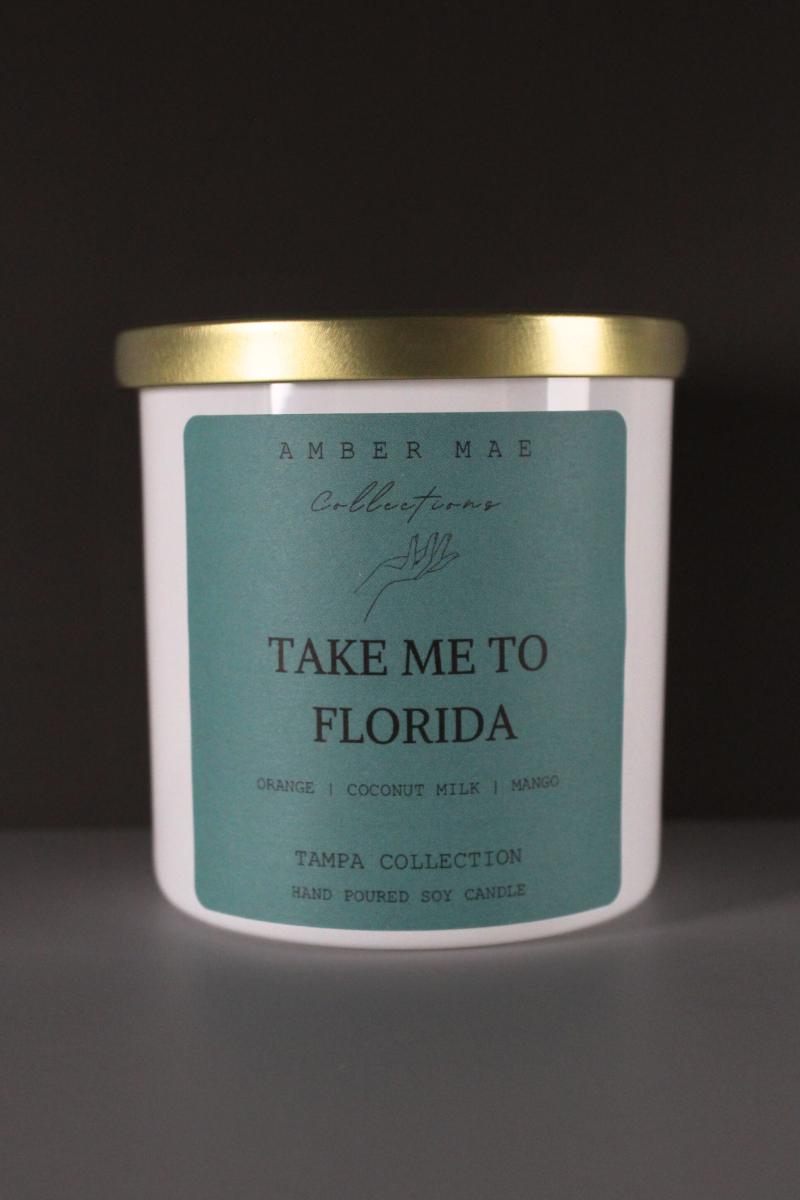 AMBER MAE
Collections
TAKE ME TO
FLORIDA
ORANGE | COCONUT MILK | MANGO
TAMPA COLLECTION
HAND POURED SOY CANDLE